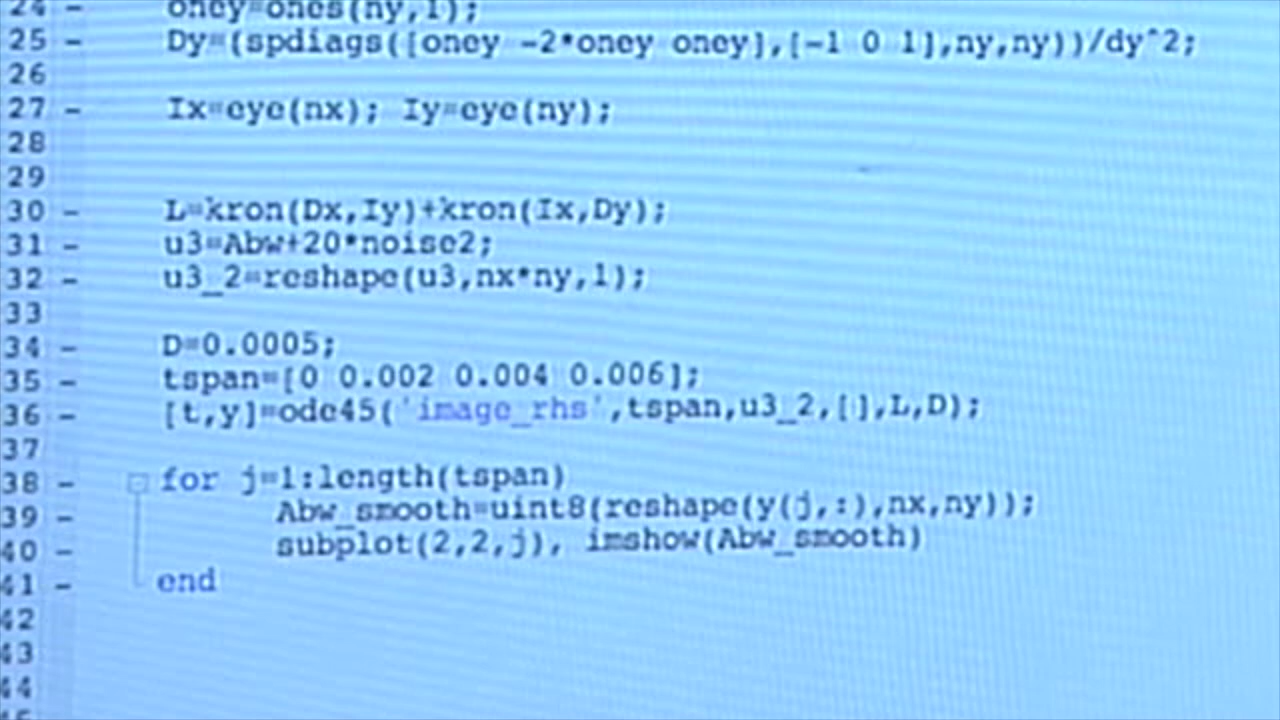 24 - oney=ones(ny,1);
25 - Dy=(spdiags([oney -2*oney oney],[-1 0 1],ny,ny))/dy^2;
26
27 - Ix=eye(nx); Iy=eye(ny);
28
29
30 - L=kron(Dx,Iy)+kron(Ix,Dy);
31 - u3=Abw+20*noise2;
32 - u3_2=reshape(u3,nx*ny,1);
33
34 - D=0.0005;
35 - tspan=[0 0.002 0.004 0.006];
36 - [t,y]=ode45('image_rhs',tspan,u3_2,[],L,D);
37
38 - for j=1:length(tspan)
39 - Abw_smooth=uint8(reshape(y(j,:),nx,ny));
40 - subplot(2,2,j), imshow(Abw_smooth)
41 - end
42
43
44